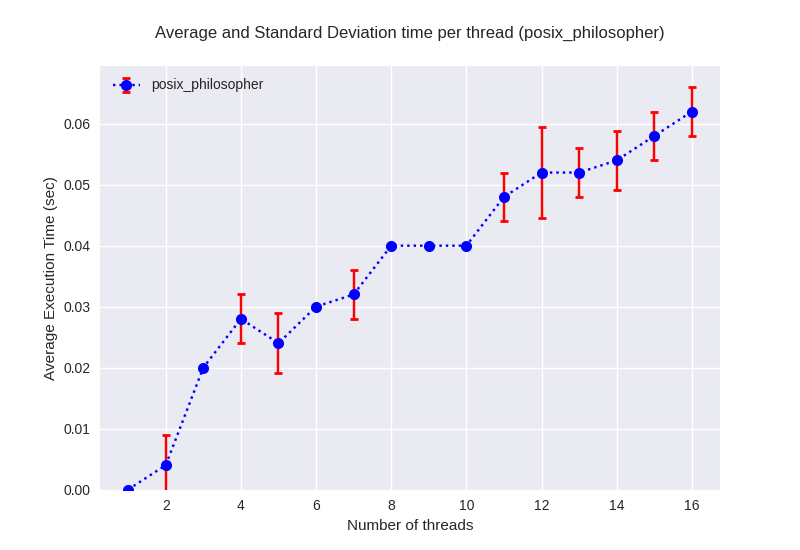 Average and Standard Deviation time per thread (posix_philosopher)
posix_philosopher
Average Execution Time (sec)
0.06
0.05
0.04
0.03
0.02
0.01
0.00
2 4 6 8 10 12 14 16
Number of threads